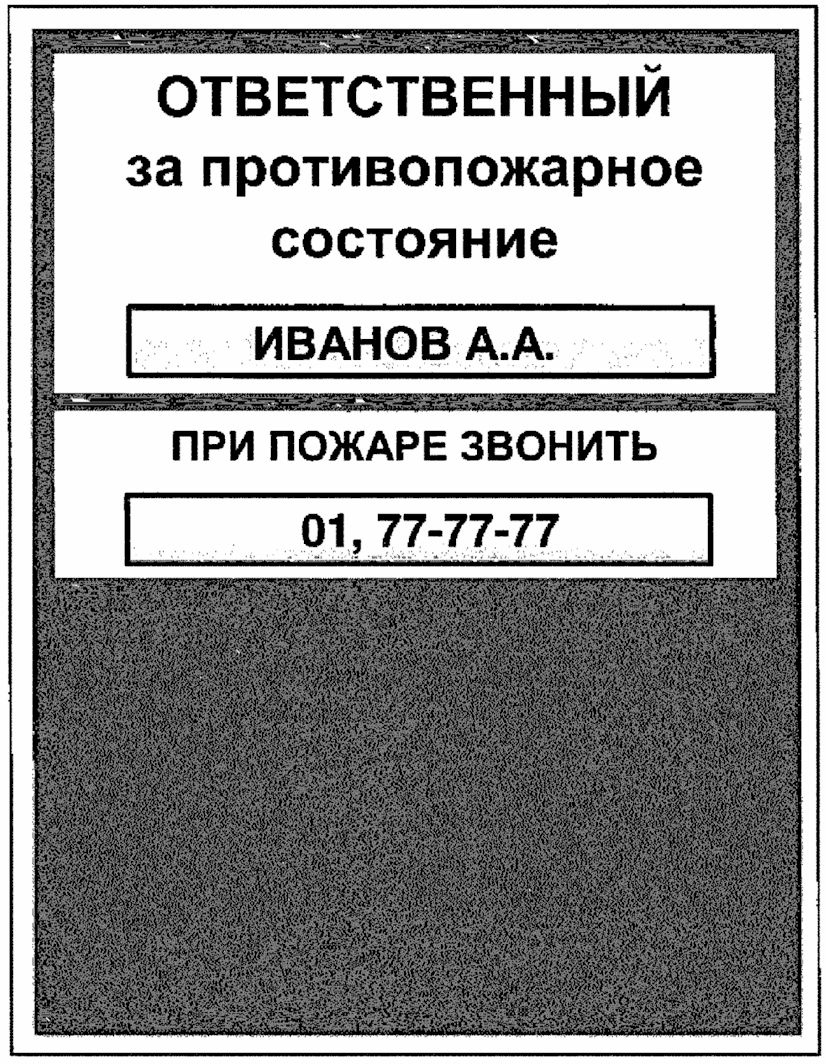 ОТВЕТСТВЕННЫЙ
за противопожарное
состояние
ИВАНОВ А.А.
ПРИ ПОЖАРЕ ЗВОНИТЬ
01, 77-77-77